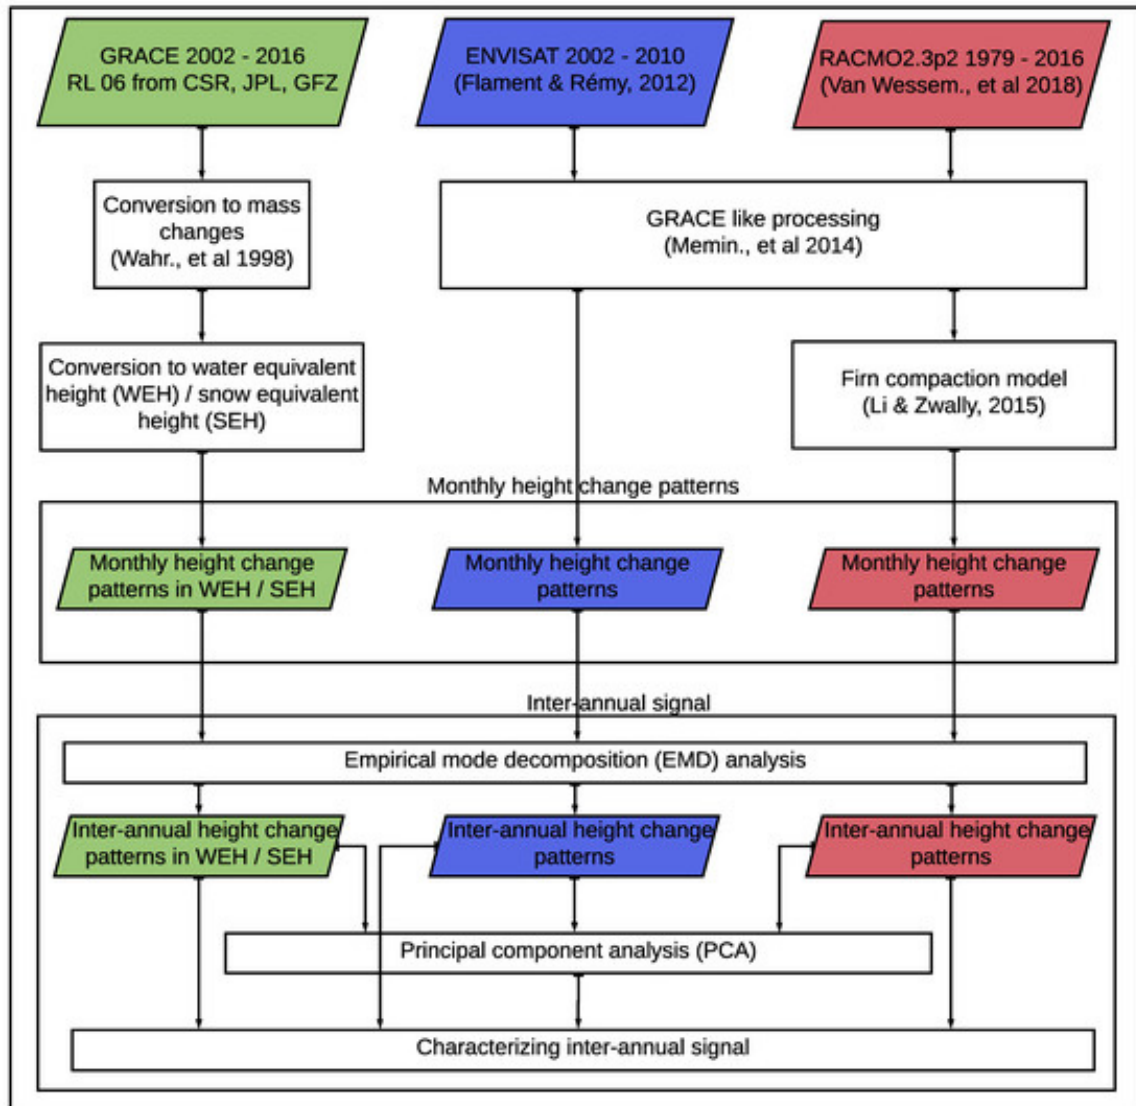 GRACE 2002 - 2016
RL 06 from CSR, JPL, GFZ
ENVISAT 2002 - 2010
(Flament & Rémy, 2012)
RACMO2.3p2 1979 - 2016
(Van Wessem., et al 2018)
Conversion to mass
changes
(Wahr., et al 1998)
GRACE like processing
(Memin., et al 2014)
Conversion to water equivalent
height (WEH) / snow equivalent
height (SEH)
Firn compaction model
(Li & Zwally, 2015)
Monthly height change patterns
Monthly height change
patterns in WEH / SEH
Monthly height change
patterns
Monthly height change
patterns
Inter-annual signal
Empirical mode decomposition (EMD) analysis
Inter-annual height change
patterns in WEH / SEH
Inter-annual height change
patterns
Inter-annual height change
patterns
Principal component analysis (PCA)
Characterizing inter-annual signal